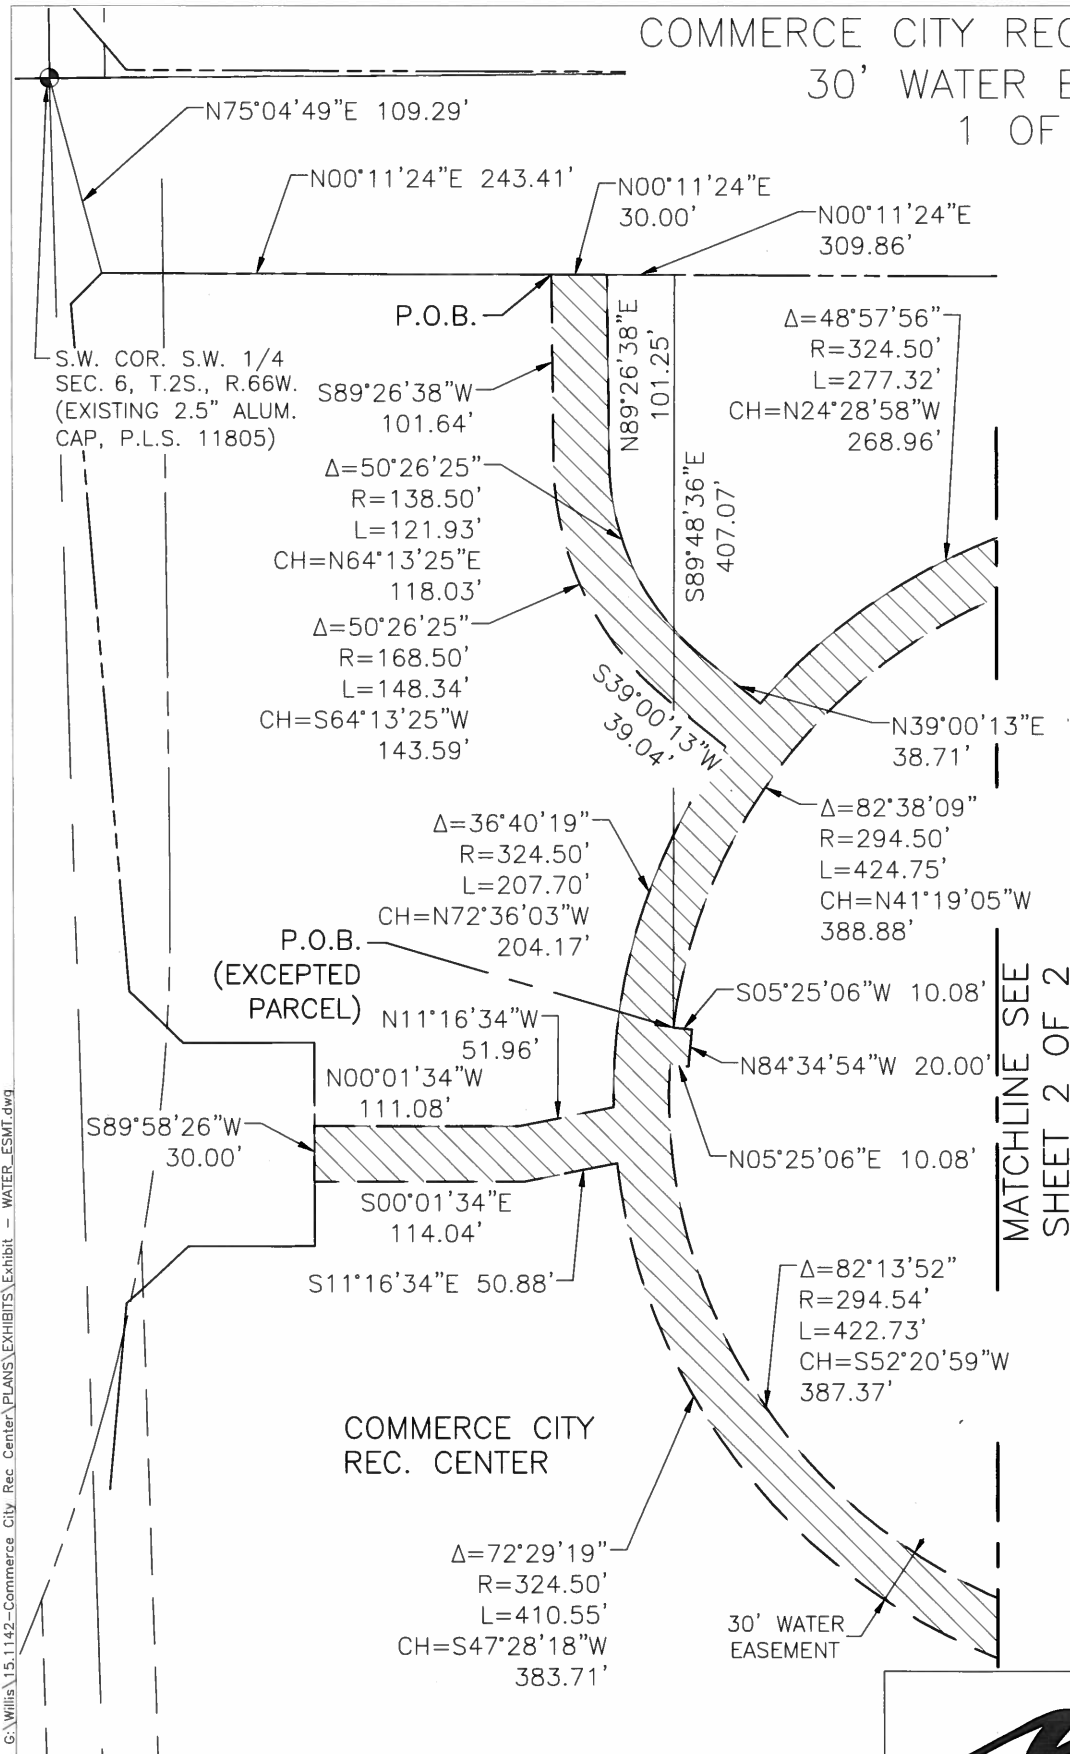 COMMERCE CITY REC
30' WATER E
1 OF
N75°04'49"E 109.29'
N00°11'24"E 243.41'
N00°11'24"E
30.00'
N00°11'24"E
309.86'
P.O.B.
N89°26'38"E
101.25'
Δ=48°57'56"
R=324.50'
L=277.32'
CH=N24°28'58"W
268.96'
S.W. COR. S.W. 1/4
SEC. 6, T.2S., R.66W.
(EXISTING 2.5" ALUM.
CAP, P.L.S. 11805)
S89°26'38"W
101.64'
S89°48'36"E
407.07'
Δ=50°26'25"
R=138.50'
L=121.93'
CH=N64°13'25"E
118.03'
Δ=50°26'25"
R=168.50'
L=148.34'
CH=S64°13'25"W
143.59'
S39°00'13"W
39.04'
N39°00'13"E
38.71'
Δ=36°40'19"
R=324.50'
L=207.70'
CH=N72°36'03"W
204.17'
Δ=82°38'09"
R=294.50'
L=424.75'
CH=N41°19'05"W
388.88'
P.O.B.
(EXCEPTED
PARCEL)
S05°25'06"W 10.08'
N11°16'34"W
51.96'
N84°34'54"W 20.00'
N00°01'34"W
111.08'
S89°58'26"W
30.00'
N05°25'06"E 10.08'
MATCHLINE SEE
SHEET 2 OF 2
S00°01'34"E
114.04'
S11°16'34"E 50.88'
Δ=82°13'52"
R=294.54'
L=422.73'
CH=S52°20'59"W
387.37'
COMMERCE CITY
REC. CENTER
Δ=72°29'19"
R=324.50'
L=410.55'
CH=S47°28'18"W
383.71'
30' WATER
EASEMENT
G:\Willis\15.1142-Commerce City Rec Center\PLANS\EXHIBITS\Exhibit - WATER_ESMT.dwg